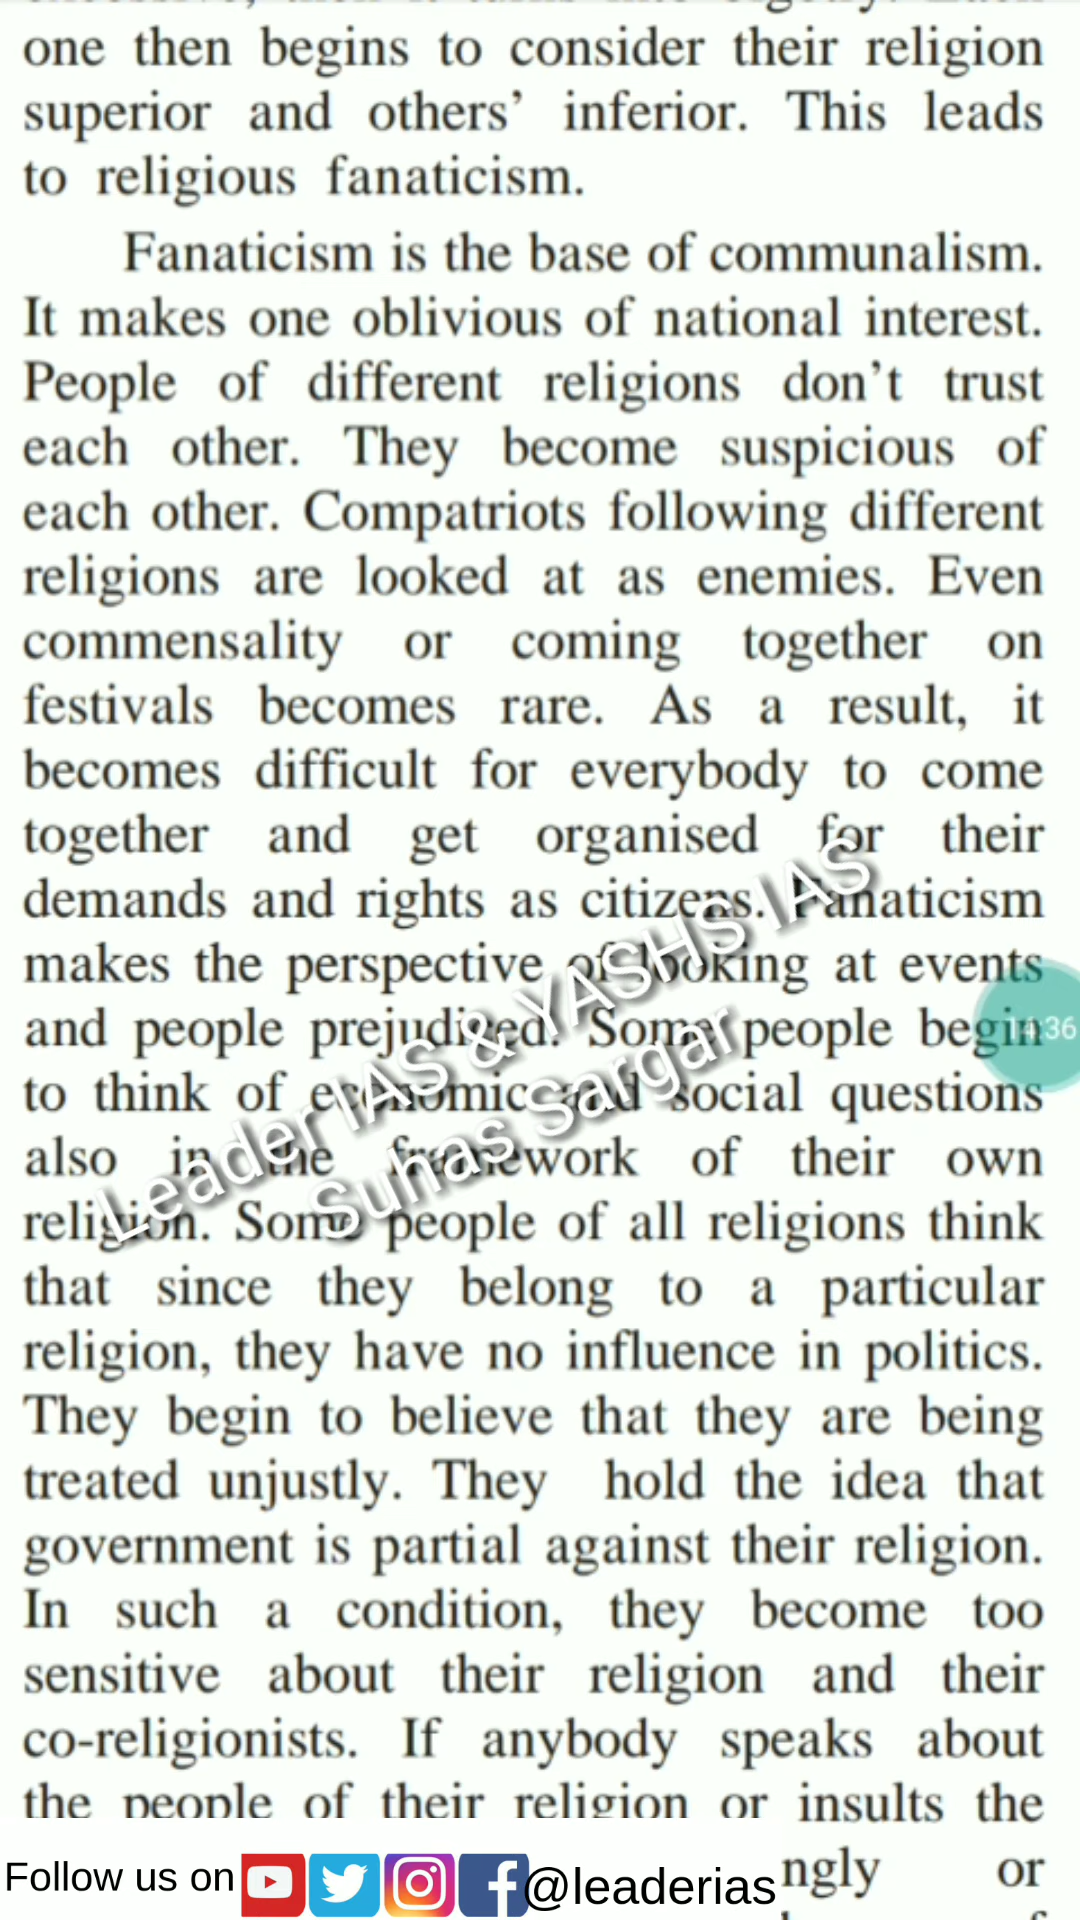 one then begins to consider their religion
superior and others’ inferior. This leads
to religious fanaticism.
Fanaticism is the base of communalism.
It makes one oblivious of national interest.
People of different religions don’t trust
each other. They become suspicious of
each other. Compatriots following different
religions are looked at as enemies. Even
commensality or coming together on
festivals becomes rare. As a result, it
becomes difficult for everybody to come
together and get organised for their
demands and rights as citizens. Fanaticism
makes the perspective of looking at events
and people prejudiced. Some people begin
to think of economic and social questions
also in the framework of their own
religion. Some people of all religions think
that since they belong to a particular
religion, they have no influence in politics.
They begin to believe that they are being
treated unjustly. They hold the idea that
government is partial against their religion.
In such a condition, they become too
sensitive about their religion and their
co-religionists. If anybody speaks about
the people of their religion or insults the
ngly or
Leader IAS & YASHS IAS
Suhas Sargar
14:36
Follow us on @leaderias